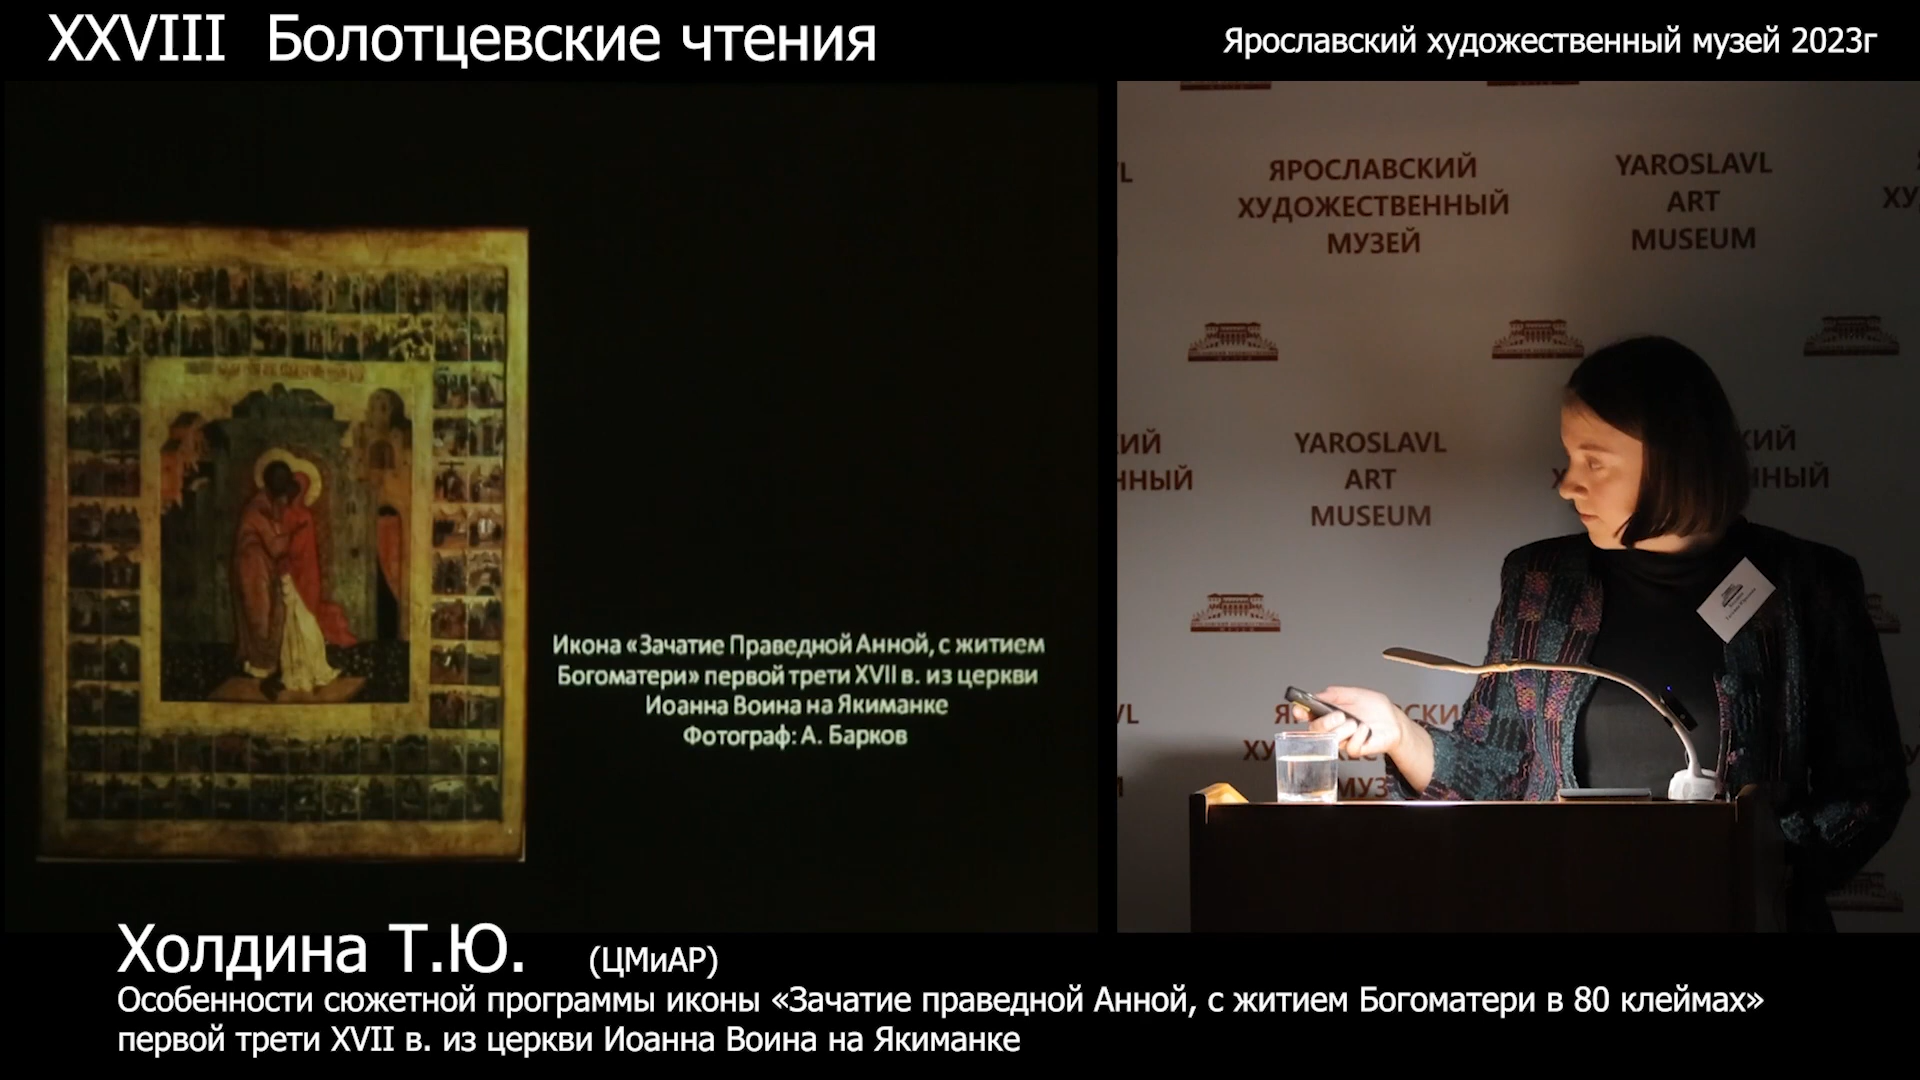 XXVIII Болотцевские чтения
Ярославский художественный музей 2023г
Икона «Зачатие Праведной Анной, с житием
Богоматери» первой трети XVII в. из церкви
Иоанна Воина на Якиманке
Фотограф: А. Барков
ЯРОСЛАВСКИЙ
ХУДОЖЕСТВЕННЫЙ
МУЗЕЙ
YAROSLAVL
ART
MUSEUM
YAROSLAVL
ART
MUSEUM
Холдина Т.Ю. (ЦМиАР)
Особенности сюжетной программы иконы «Зачатие праведной Анной, с житием Богоматери в 80 клеймах»
первой трети XVII в. из церкви Иоанна Воина на Якиманке